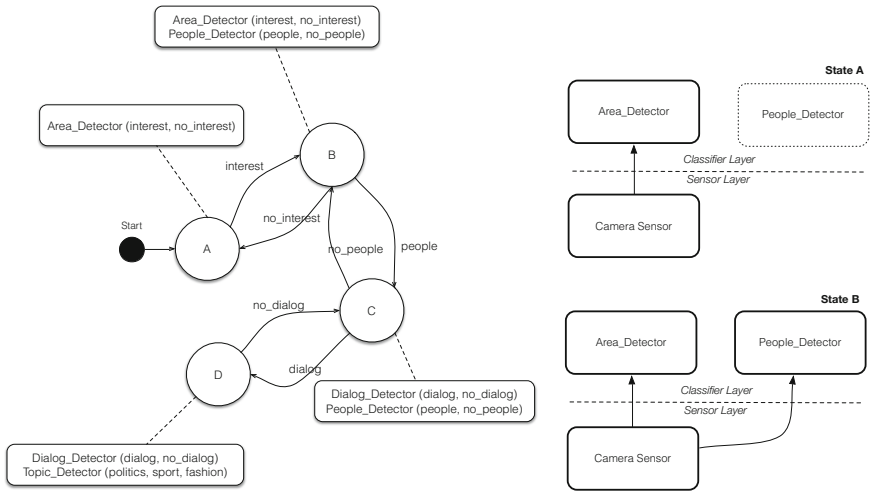 Area_Detector (interest, no_interest)
People_Detector (people, no_people)
Area_Detector (interest, no_interest)
B
interest
no_interest
Start
A
no_people
people
no_dialog
C
dialog
D
Dialog_Detector (dialog, no_dialog)
People_Detector (people, no_people)
Dialog_Detector (dialog, no_dialog)
Topic_Detector (politics, sport, fashion)
State A
Area_Detector
People_Detector
Classifier Layer
Sensor Layer
Camera Sensor
State B
Area_Detector
People_Detector
Classifier Layer
Sensor Layer
Camera Sensor